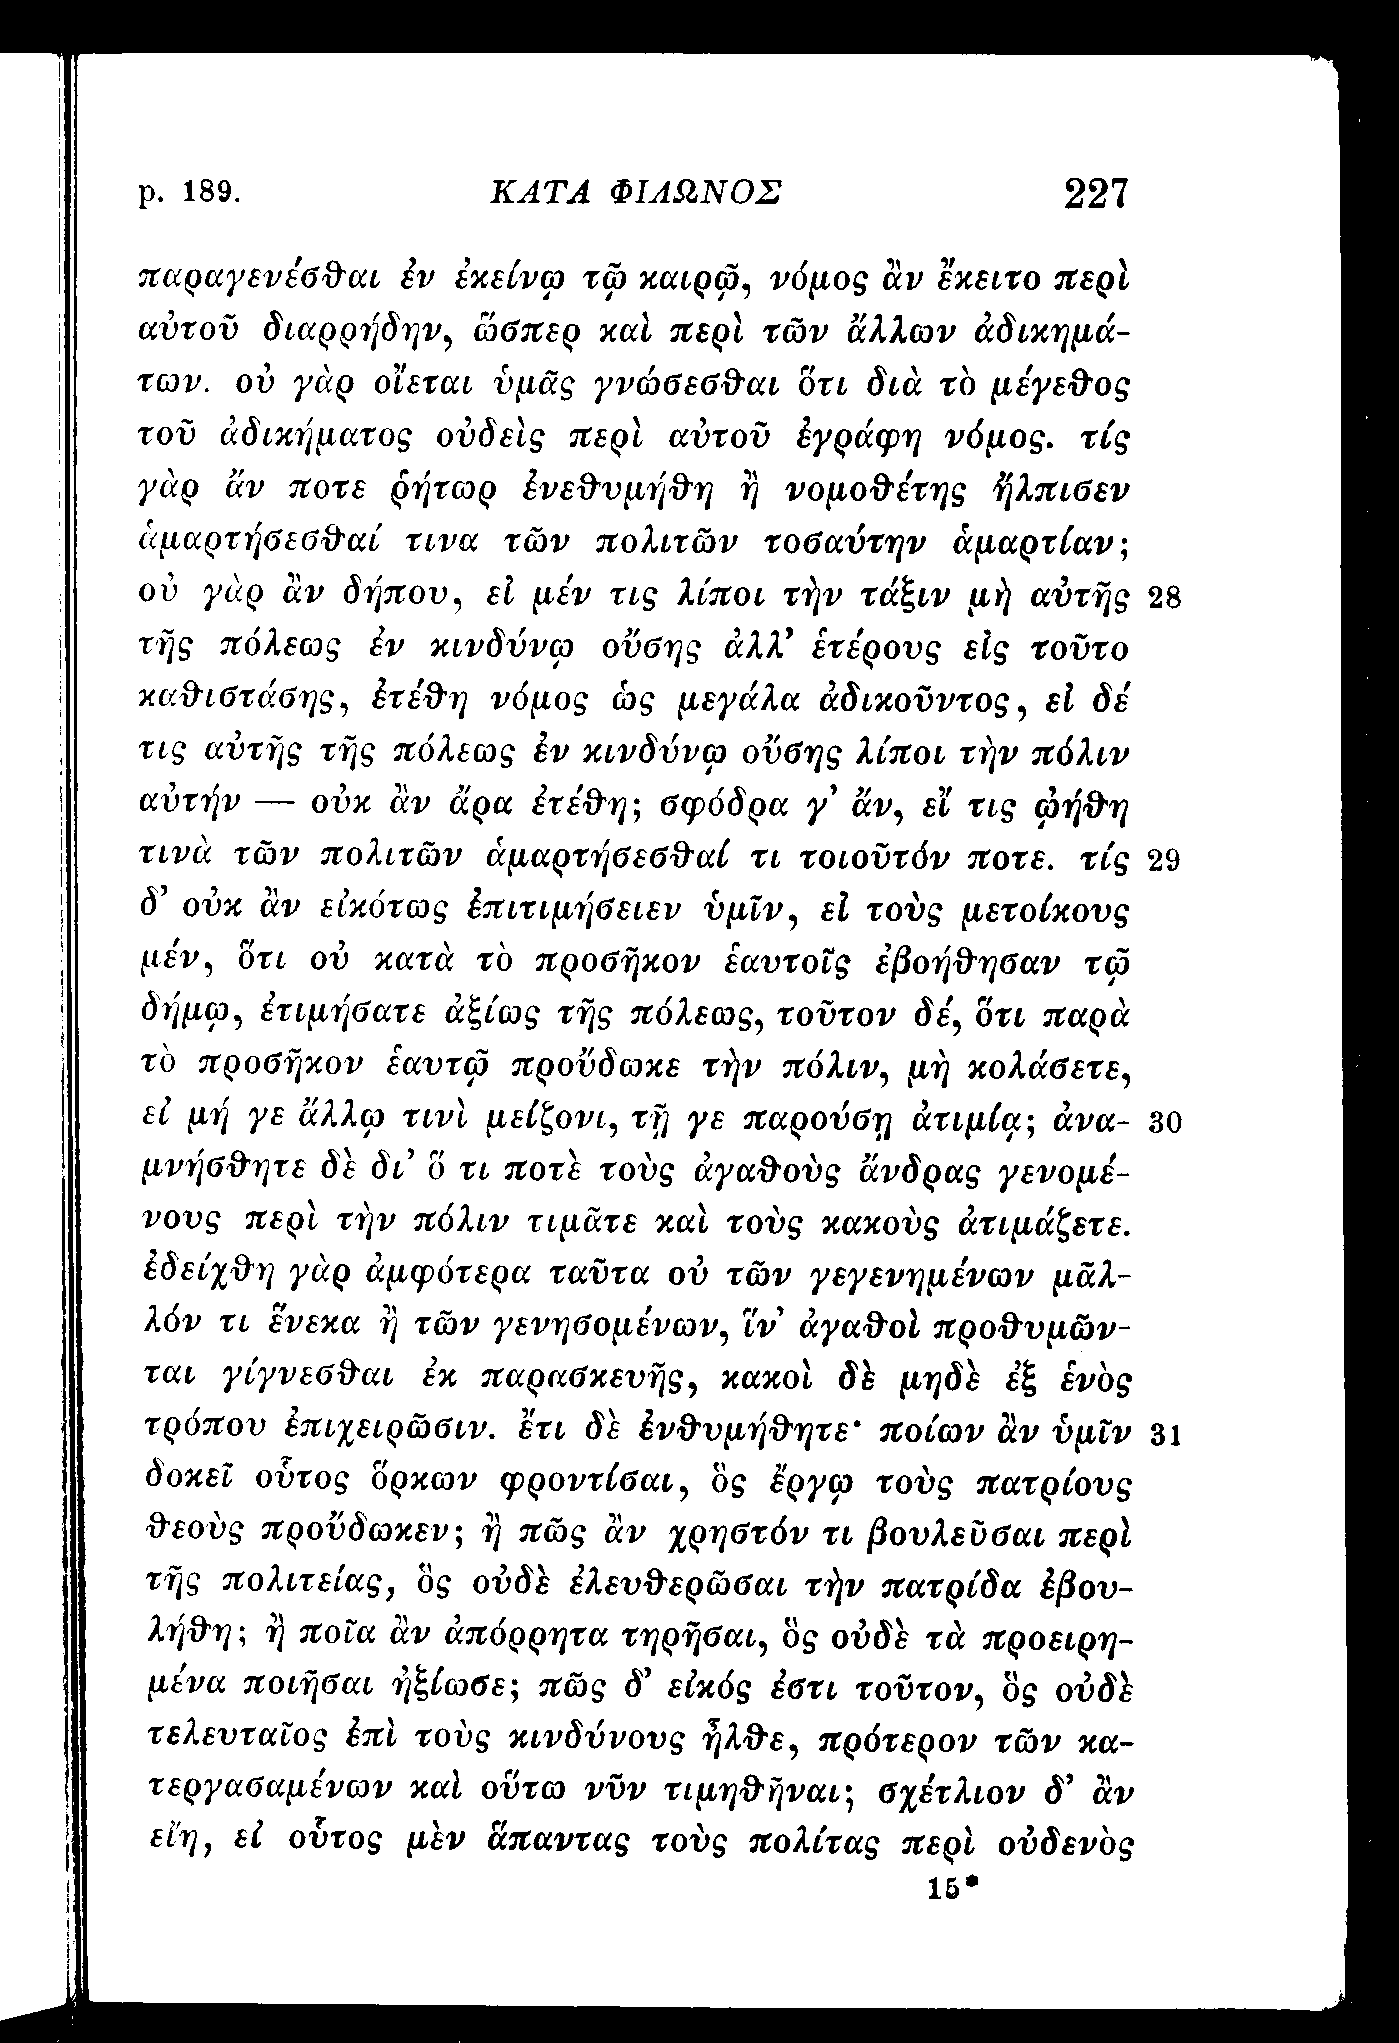 p. 189. ΚΑΤΑ ΦΙΛΩΝΟΣ 227
παραγενέσθαι ἐν ἐκείνῳ τῷ καιρῷ, νόμος ἂν ἔκειτο περὶ
αὐτοῦ διαρρήδην, ὥσπερ καὶ περὶ τῶν ἄλλων ἀδικημά-
των. οὐ γὰρ οἴεται ὑμᾶς γνώσεσθαι ὅτι διὰ τὸ μέγεθος
τοῦ ἀδικήματος οὐδεὶς περὶ αὐτοῦ ἐγράφη νόμος. τίς
γὰρ ἄν ποτε ῥήτωρ ἐνεθυμήθη ἢ νομοθέτης ἤλπισεν
ἁμαρτήσεσθαί τινα τῶν πολιτῶν τοσαύτην ἁμαρτίαν;
οὐ γὰρ ἂν δήπου, εἰ μέν τις λίποι τὴν τάξιν μὴ αὐτῆς 28
τῆς πόλεως ἐν κινδύνῳ οὔσης ἀλλ’ ἑτέρους εἰς τοῦτο
καθιστάσης, ἐτέθη νόμος ὡς μεγάλα ἀδικοῦντος, εἰ δέ
τις αὐτῆς τῆς πόλεως ἐν κινδύνῳ οὔσης λίποι τὴν πόλιν
αὐτήν — οὐκ ἂν ἄρα ἐτέθη; σφόδρα γ’ ἄν, εἴ τις ᾠήθη
τινὰ τῶν πολιτῶν ἁμαρτήσεσθαί τι τοιοῦτόν ποτε. τίς 29
δ’ οὐκ ἂν εἰκότως ἐπιτιμήσειεν ὑμῖν, εἰ τοὺς μετοίκους
μέν, ὅτι οὐ κατὰ τὸ προσῆκον ἑαυτοῖς ἐβοήθησαν τῷ
δήμῳ, ἐτιμήσατε ἀξίως τῆς πόλεως, τοῦτον δέ, ὅτι παρὰ
τὸ προσῆκον ἑαυτῷ προὔδωκε τὴν πόλιν, μὴ κολάσετε,
εἰ μή γε ἄλλῳ τινὶ μείζονι, τῇ γε παρούσῃ ἀτιμίᾳ; ἀνα- 30
μνήσθητε δὲ δι’ ὅ τι ποτὲ τοὺς ἀγαθοὺς ἄνδρας γενομέ-
νους περὶ τὴν πόλιν τιμᾶτε καὶ τοὺς κακοὺς ἀτιμάζετε.
ἐδείχθη γὰρ ἀμφότερα ταῦτα οὐ τῶν γεγενημένων μᾶλ-
λόν τι ἕνεκα ἢ τῶν γενησομένων, ἵν’ ἀγαθοὶ προθυμῶν-
ται γίγνεσθαι ἐκ παρασκευῆς, κακοὶ δὲ μηδὲ ἐξ ἑνὸς
τρόπου ἐπιχειρῶσιν. ἔτι δὲ ἐνθυμήθητε· ποίων ἂν ὑμῖν 31
δοκεῖ οὗτος ὅρκων φροντίσαι, ὃς ἔργῳ τοὺς πατρίους
θεοὺς προὔδωκεν; ἢ πῶς ἂν χρηστόν τι βουλεῦσαι περὶ
τῆς πολιτείας, ὃς οὐδὲ ἐλευθερῶσαι τὴν πατρίδα ἐβου-
λήθη; ἢ ποῖα ἂν ἀπόρρητα τηρῆσαι, ὃς οὐδὲ τὰ προειρη-
μένα ποιῆσαι ἠξίωσε; πῶς δ’ εἰκός ἐστι τοῦτον, ὃς οὐδὲ
τελευταῖος ἐπὶ τοὺς κινδύνους ἦλθε, πρότερον τῶν κα-
τεργασαμένων καὶ οὕτω νῦν τιμηθῆναι; σχέτλιον δ’ ἂν
εἴη, εἰ οὗτος μὲν ἅπαντας τοὺς πολίτας περὶ οὐδενὸς
15*